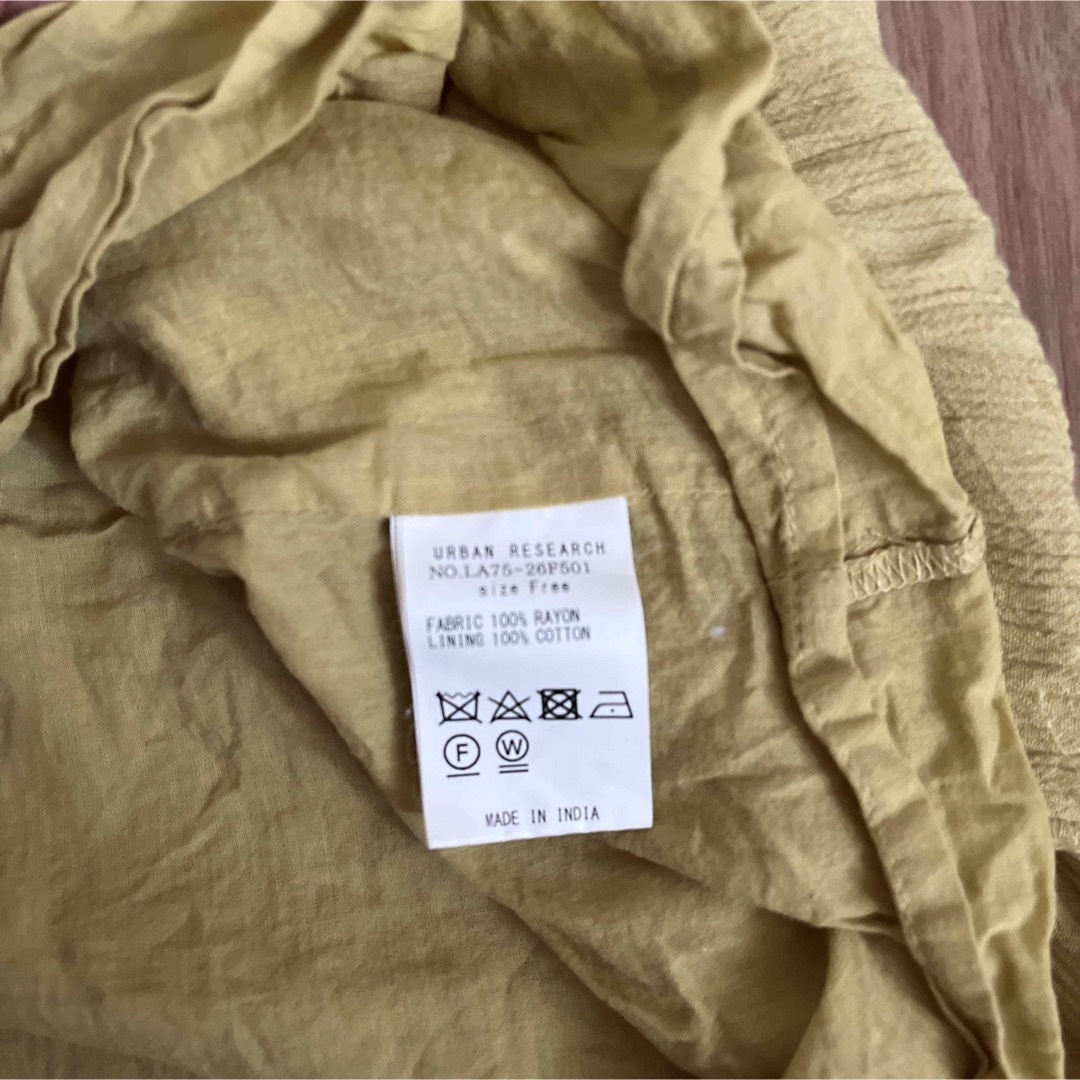 URBAN RESEARCH
NO.LA75-26F501
size Free
FABRIC 100% RAYON
LINING 100% COTTON
F W
MADE IN INDIA